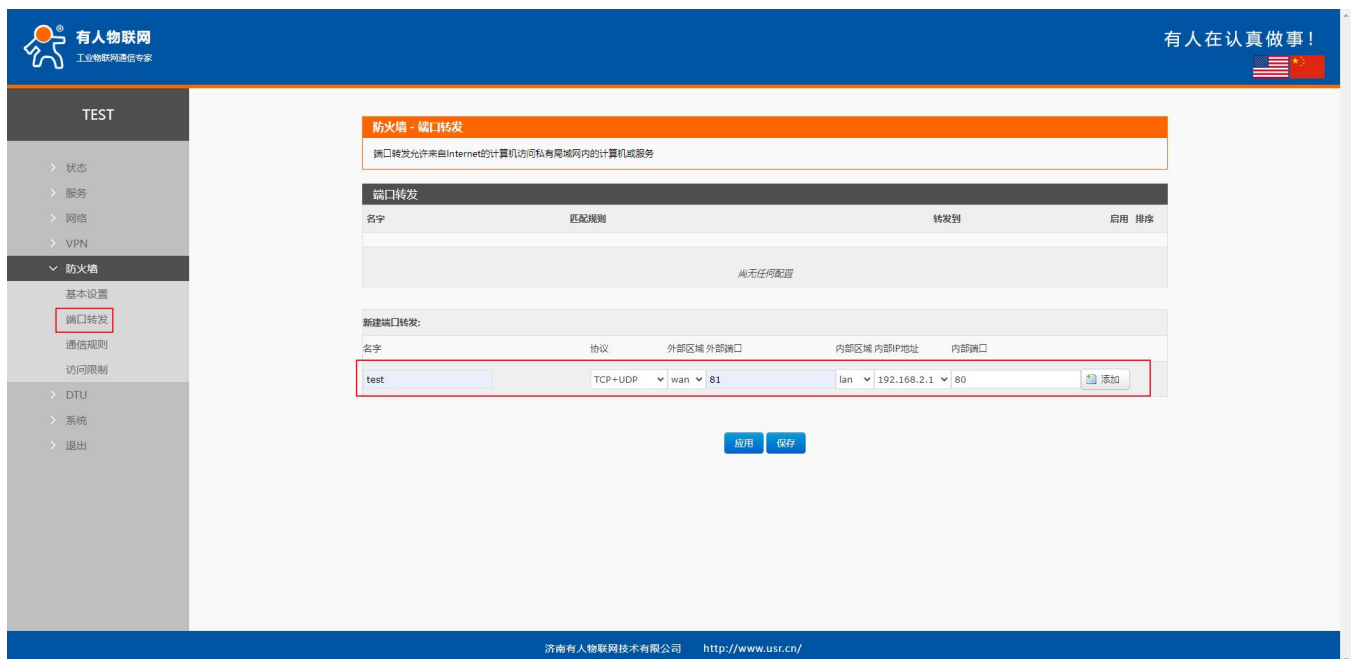 有人物联网
工业物联网通信专家
有人在认真做事!
TEST
状态
服务
网络
VPN
防火墙
基本设置
端口转发
通信规则
访问限制
DTU
系统
退出
防火墙 - 端口转发
端口转发允许来自Internet的计算机访问私有局域网内的计算机或服务
端口转发
名字 匹配规则 转发到 启用 排序
尚无任何配置
新建端口转发:
名字 协议 外部区域 外部端口 内部区域 内部IP地址 内部端口
test TCP+UDP wan 81 lan 192.168.2.1 80 添加
应用 保存
济南有人物联网技术有限公司 http://www.usr.cn/